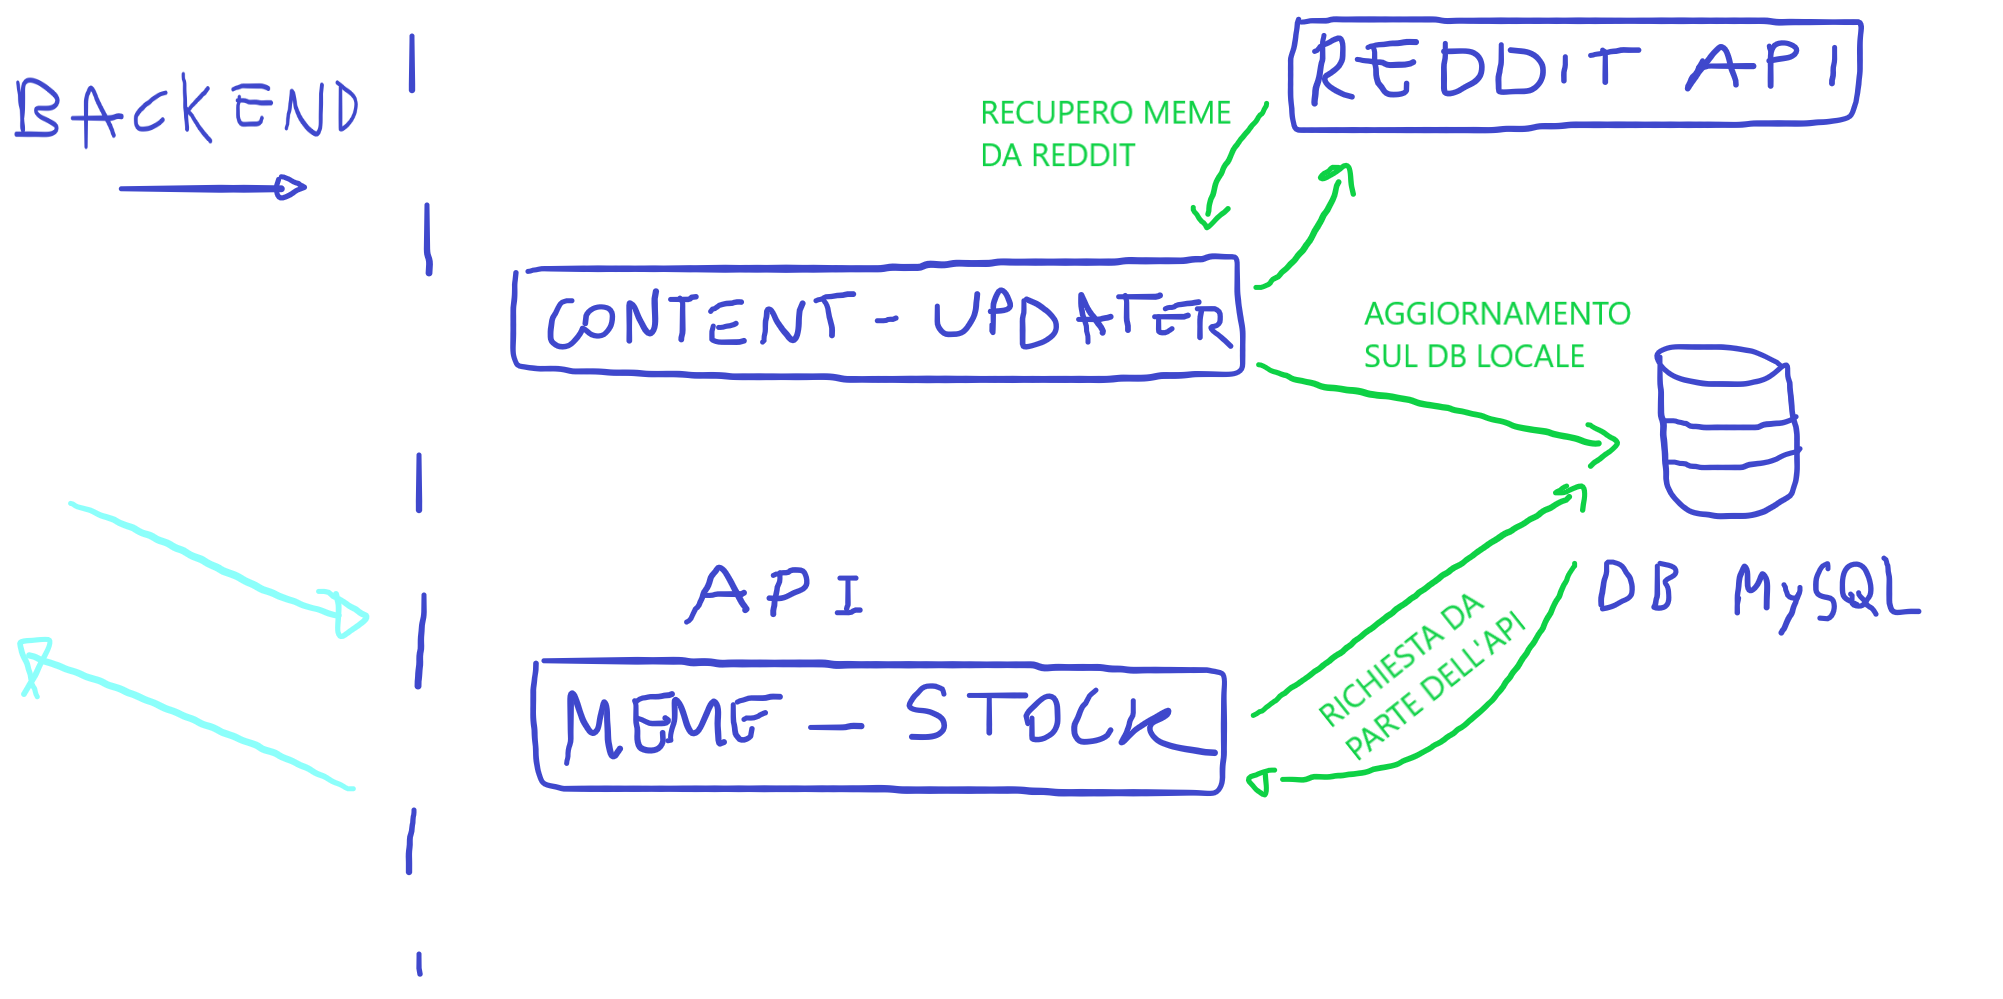 BACKEND
REDDIT API
RECUPERO MEME
DA REDDIT
CONTENT - UPDATER
AGGIORNAMENTO
SUL DB LOCALE
DB MySQL
API
MEME - STOCK
RICHIESTA DA
PARTE DELL'API